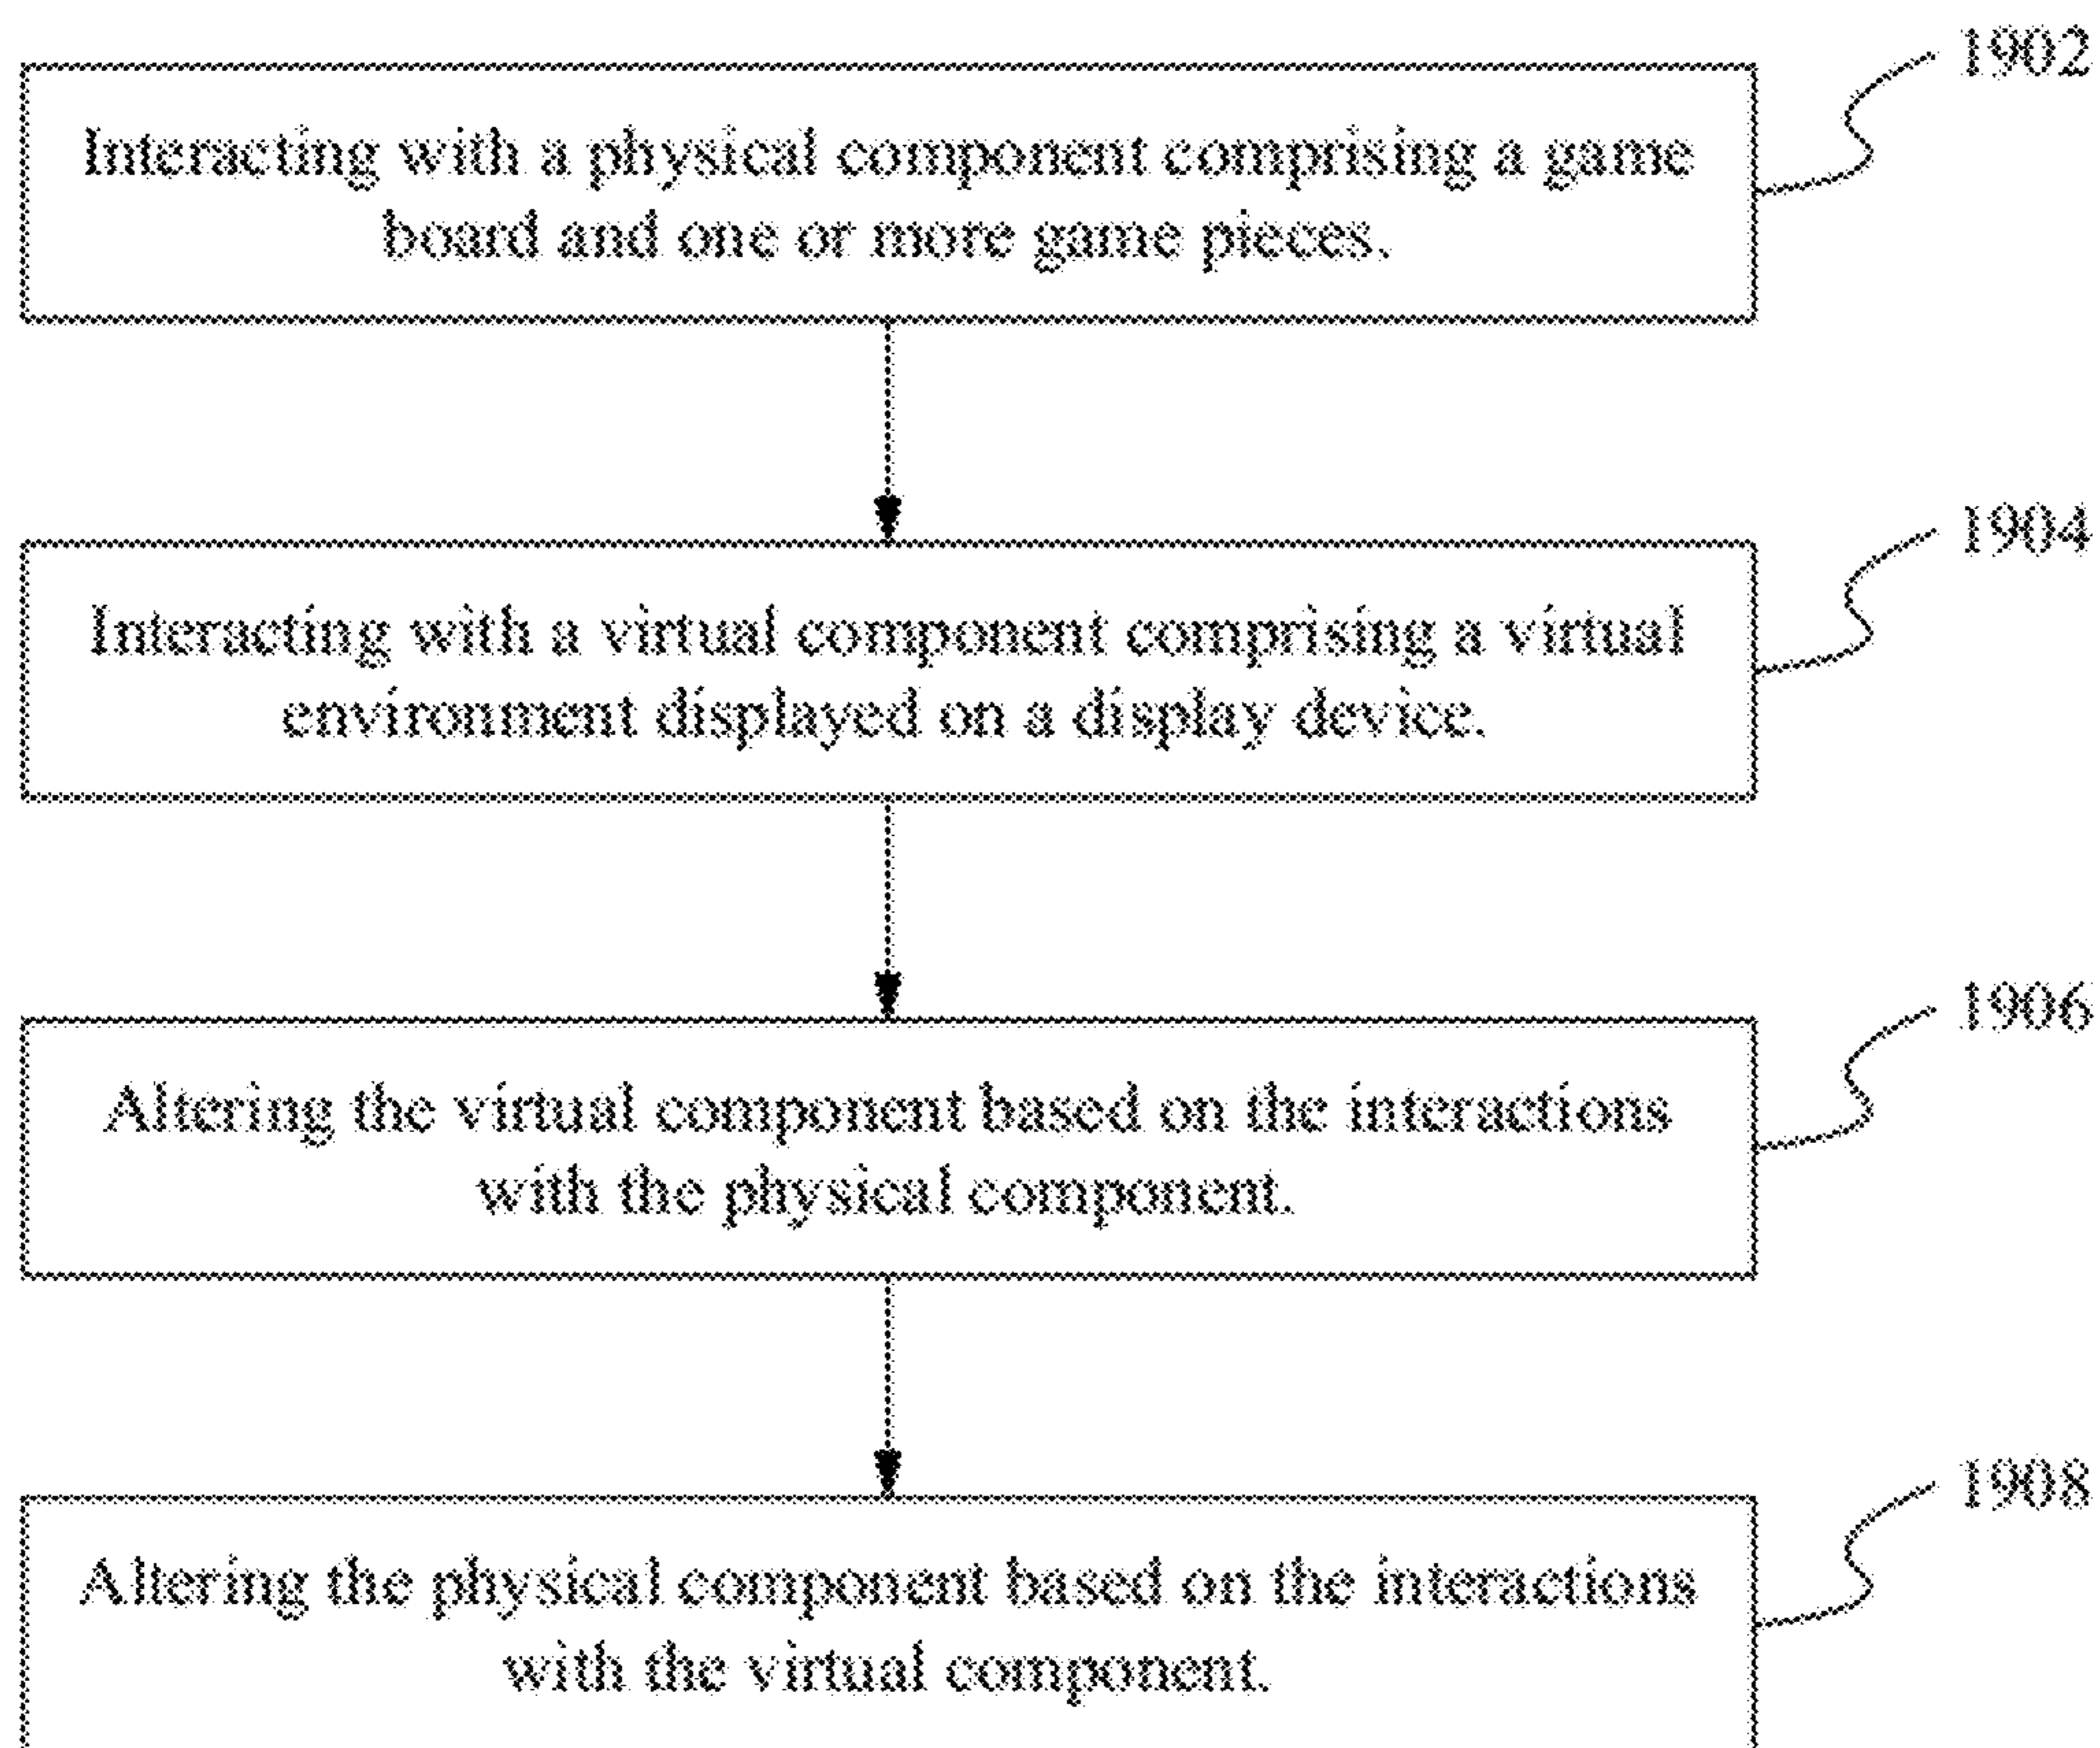 1902
Interacting with a physical component comprising a game
board and one or more game pieces.
1904
Interacting with a virtual component comprising a virtual
environment displayed on a display device.
1906
Altering the virtual component based on the interactions
with the physical component.
1908
Altering the physical component based on the interactions
with the virtual component.